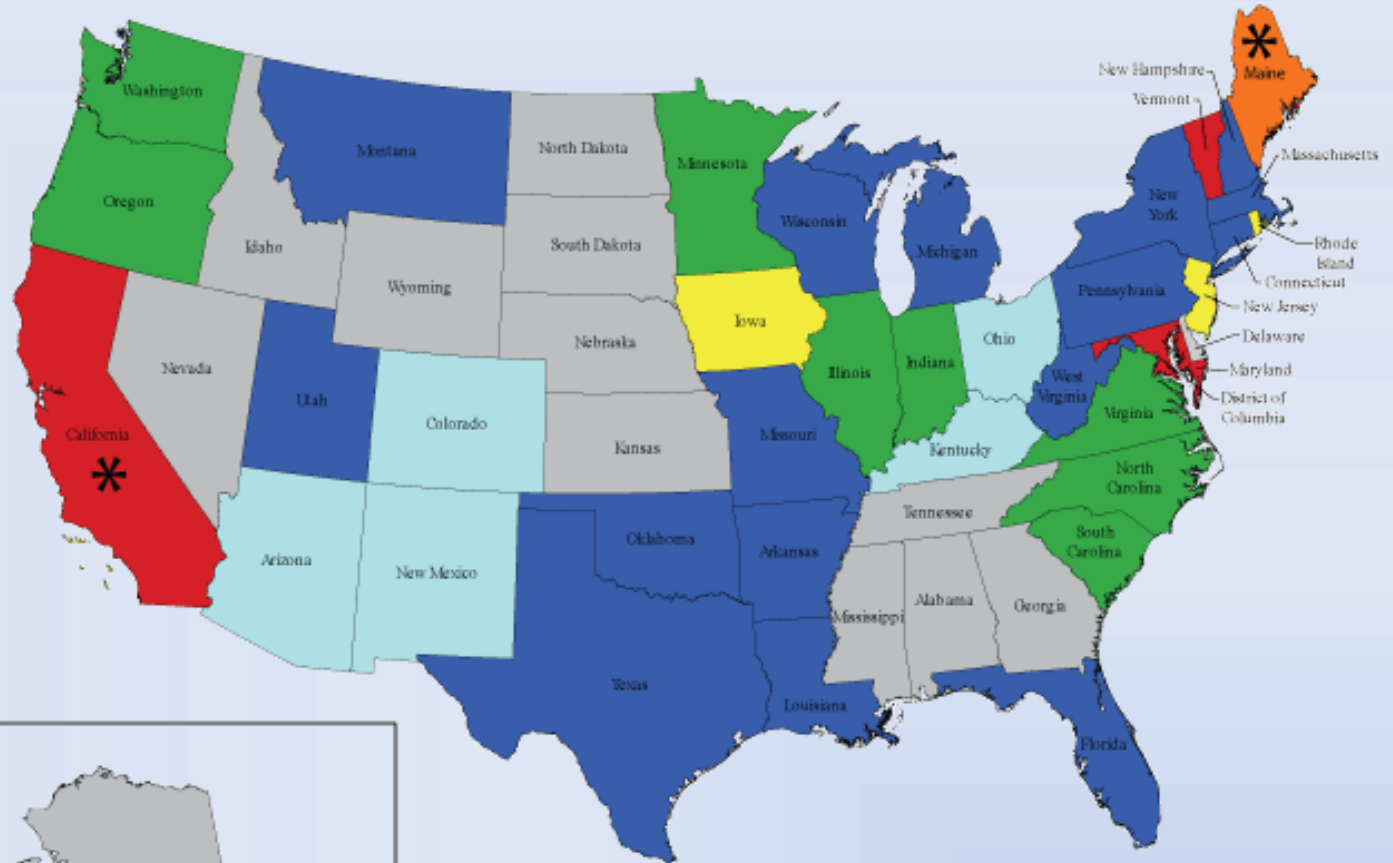 *
Maine
New Hampshire
Vermont
Washington
Montana
North Dakota
Minnesota
Massachusetts
Oregon
New
York
Wisconsin
Idaho
South Dakota
Michigan
Rhode
Island
Wyoming
Connecticut
Pennsylvania
New Jersey
Iowa
Nebraska
Ohio
Delaware
Nevada
Illinois
Indiana
Maryland
West
Virginia
District of
Columbia
Utah
Colorado
Virginia
California
*
Missouri
Kansas
Kentucky
North
Carolina
Tennessee
South
Carolina
Oklahoma
Arkansas
Arizona
New Mexico
Mississippi
Alabama
Georgia
Texas
Louisiana
Florida